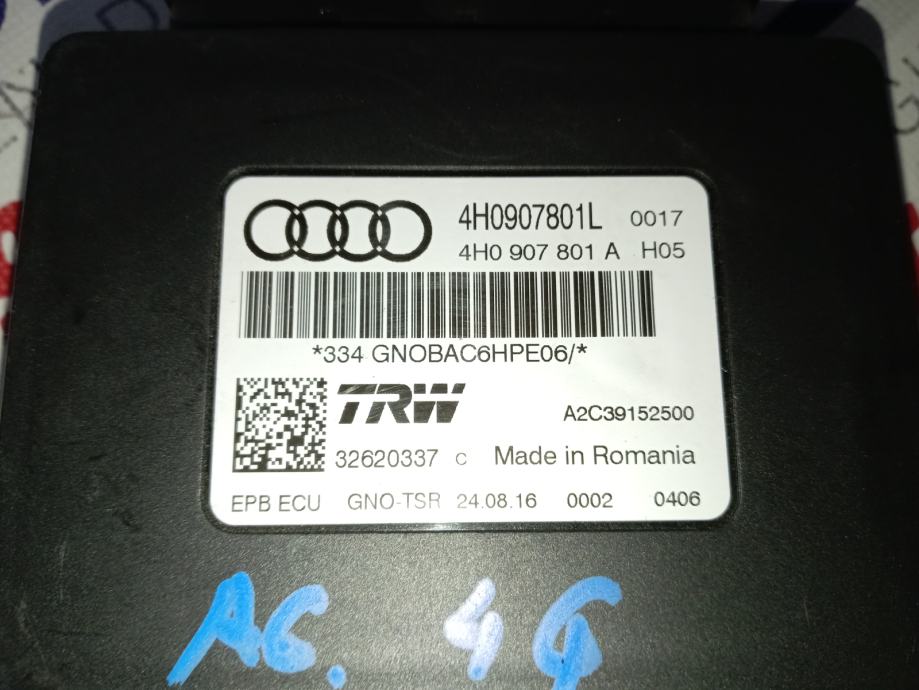 4H0907801L 0017
4H0 907 801 A H05
*334 GNOBAC6HPE06/*
TRW A2C39152500
32620337 C Made in Romania
EPB ECU GNO-TSR 24.08.16 0002 0406
A6. 4G